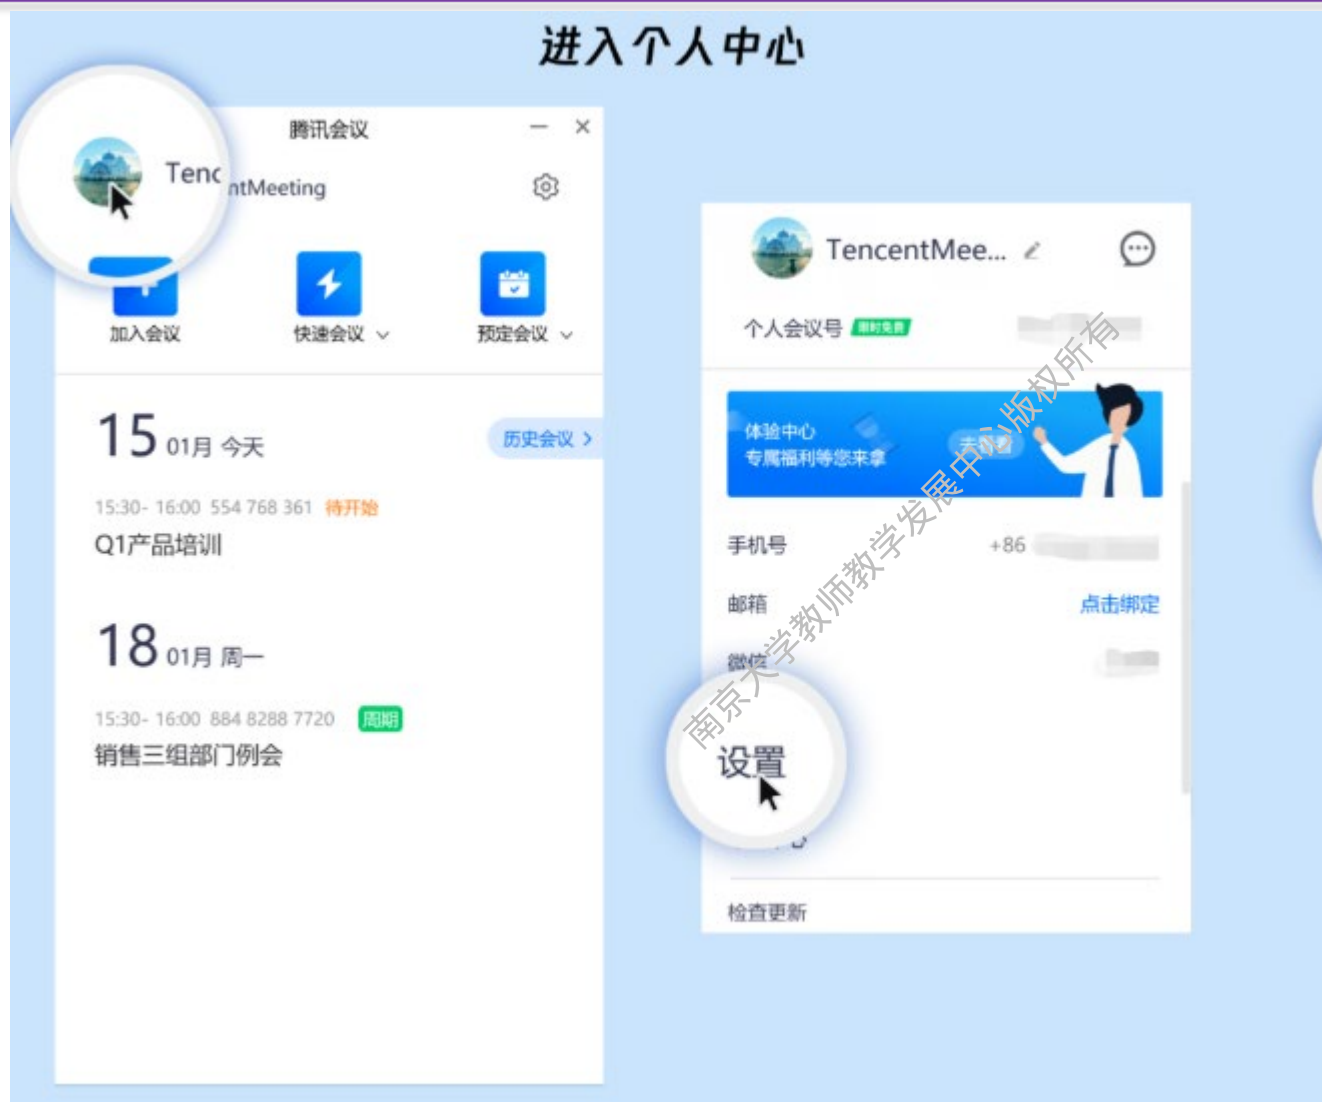 进入个人中心
腾讯会议
Tenc
ntMeeting
加入会议
快速会议
预定会议
15 01月 今天
历史会议
15:30- 16:00 554 768 361 待开始
Q1产品培训
18 01月 周一
15:30- 16:00 884 8288 7720 周期
销售三组部门例会
TencentMee...
个人会议号 限时免费
体验中心
专属福利等您来拿
手机号 +86
邮箱 点击绑定
微信
设置
检查更新
南京大学教师教学发展中心版权所有